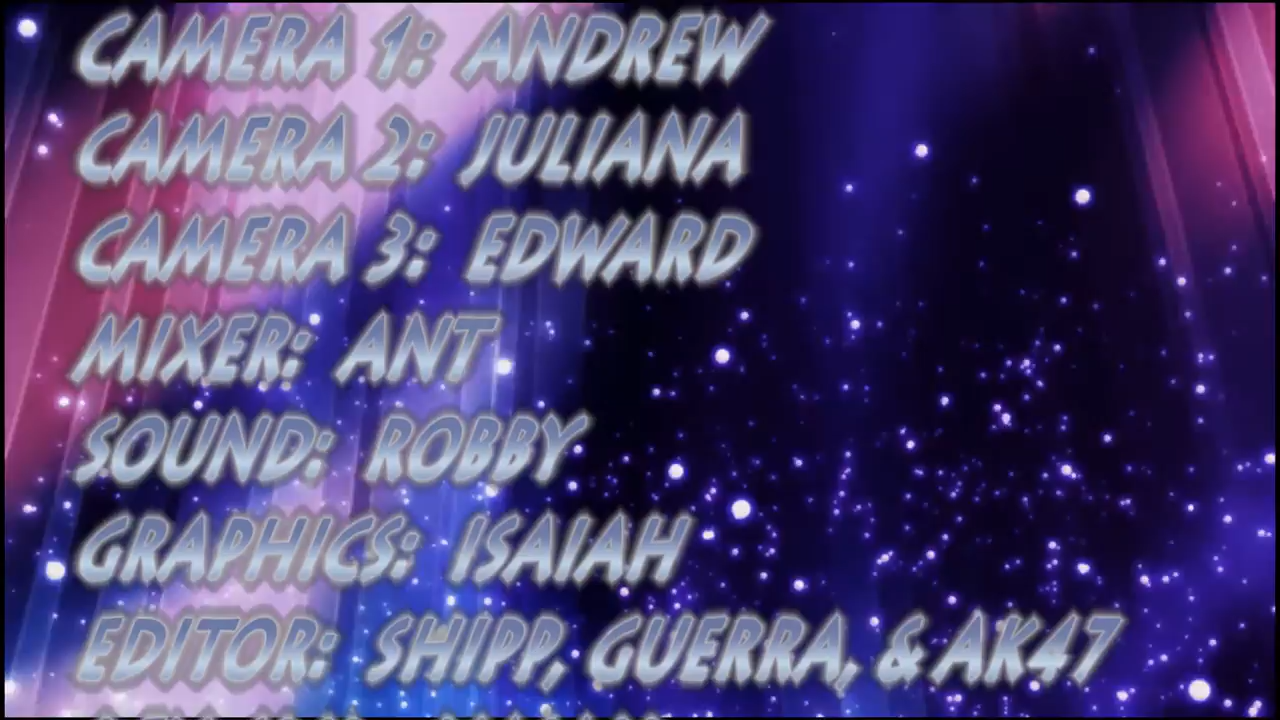 CAMERA 1: ANDREW
CAMERA 2: JULIANA
CAMERA 3: EDWARD
MIXER: ANT
SOUND: ROBBY
GRAPHICS: ISAIAH
EDITOR: SHIPP, GUERRA, & AK47